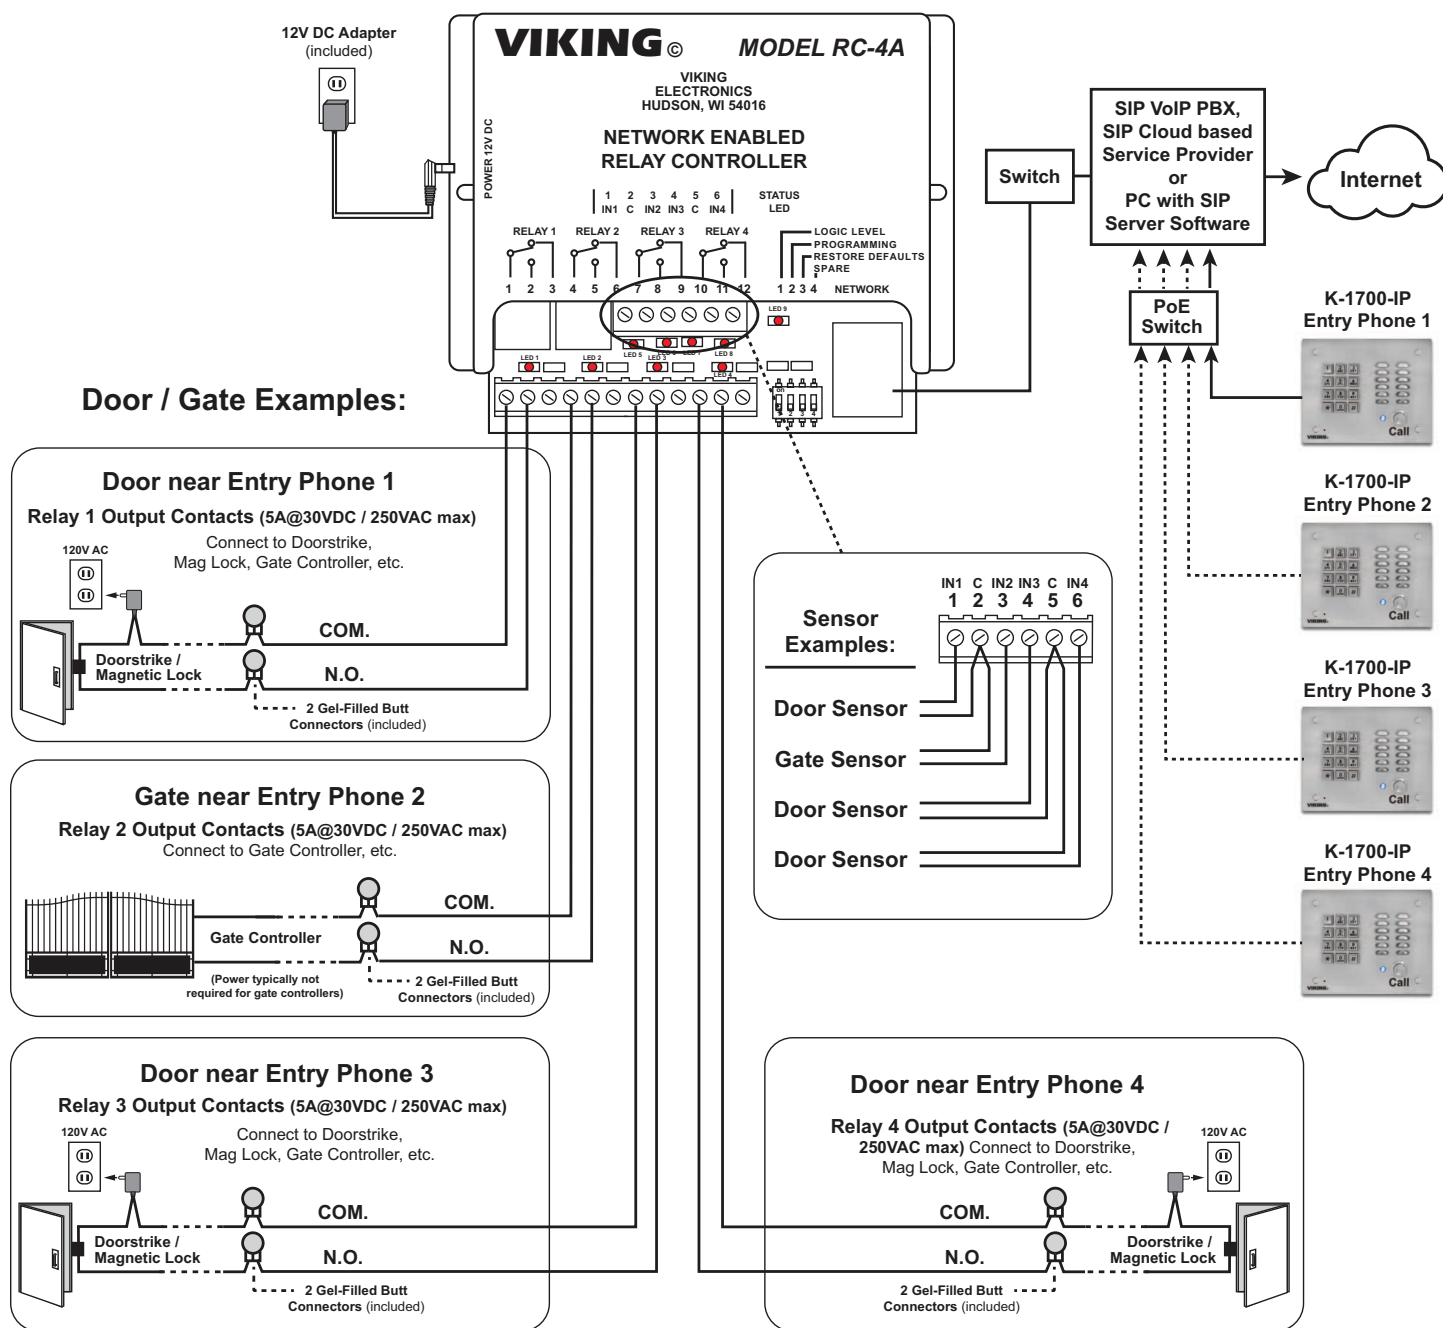 12V DC Adapter
(included)
VIKING © MODEL RC-4A
VIKING
ELECTRONICS
HUDSON, WI 54016
NETWORK ENABLED
RELAY CONTROLLER
POWER 12V DC
1 2 3 4 5 6
IN1 C IN2 IN3 C IN4
STATUS
LED
RELAY 1 RELAY 2 RELAY 3 RELAY 4
LOGIC LEVEL
PROGRAMMING
RESTORE DEFAULTS
SPARE
1 2 3 4 5 6 7 8 9 10 11 12
1 2 3 4
NETWORK
LED 9
LED 5 LED 8
LED 1 LED 2 LED 3 LED 4
on
1 2 3 4
Switch
SIP VoIP PBX,
SIP Cloud based
Service Provider
or
PC with SIP
Server Software
Internet
PoE
Switch
K-1700-IP
Entry Phone 1
VIKING
Call
K-1700-IP
Entry Phone 2
VIKING
Call
K-1700-IP
Entry Phone 3
VIKING
Call
K-1700-IP
Entry Phone 4
VIKING
Call
Door / Gate Examples:
Door near Entry Phone 1
Relay 1 Output Contacts (5A@30VDC / 250VAC max)
Connect to Doorstrike,
Mag Lock, Gate Controller, etc.
120V AC
COM.
Doorstrike /
Magnetic Lock
N.O.
2 Gel-Filled Butt
Connectors (included)
Gate near Entry Phone 2
Relay 2 Output Contacts (5A@30VDC / 250VAC max)
Connect to Gate Controller, etc.
COM.
Gate Controller
N.O.
(Power typically not
required for gate controllers)
2 Gel-Filled Butt
Connectors (included)
Door near Entry Phone 3
Relay 3 Output Contacts (5A@30VDC / 250VAC max)
Connect to Doorstrike,
Mag Lock, Gate Controller, etc.
120V AC
COM.
Doorstrike /
Magnetic Lock
N.O.
2 Gel-Filled Butt
Connectors (included)
Sensor
Examples:
IN1 C IN2 IN3 C IN4
1 2 3 4 5 6
Door Sensor
Gate Sensor
Door Sensor
Door Sensor
Door near Entry Phone 4
Relay 4 Output Contacts (5A@30VDC /
250VAC max) Connect to Doorstrike,
Mag Lock, Gate Controller, etc.
120V AC
COM.
Doorstrike /
Magnetic Lock
N.O.
2 Gel-Filled Butt
Connectors (included)